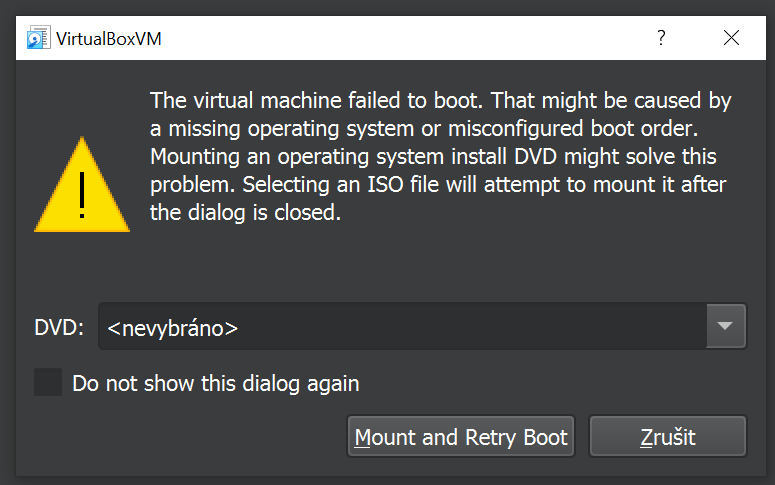 VirtualBoxVM
?
The virtual machine failed to boot. That might be caused by
a missing operating system or misconfigured boot order.
Mounting an operating system install DVD might solve this
problem. Selecting an ISO file will attempt to mount it after
the dialog is closed.
DVD: <nevybráno>
Do not show this dialog again
Mount and Retry Boot Zrušit